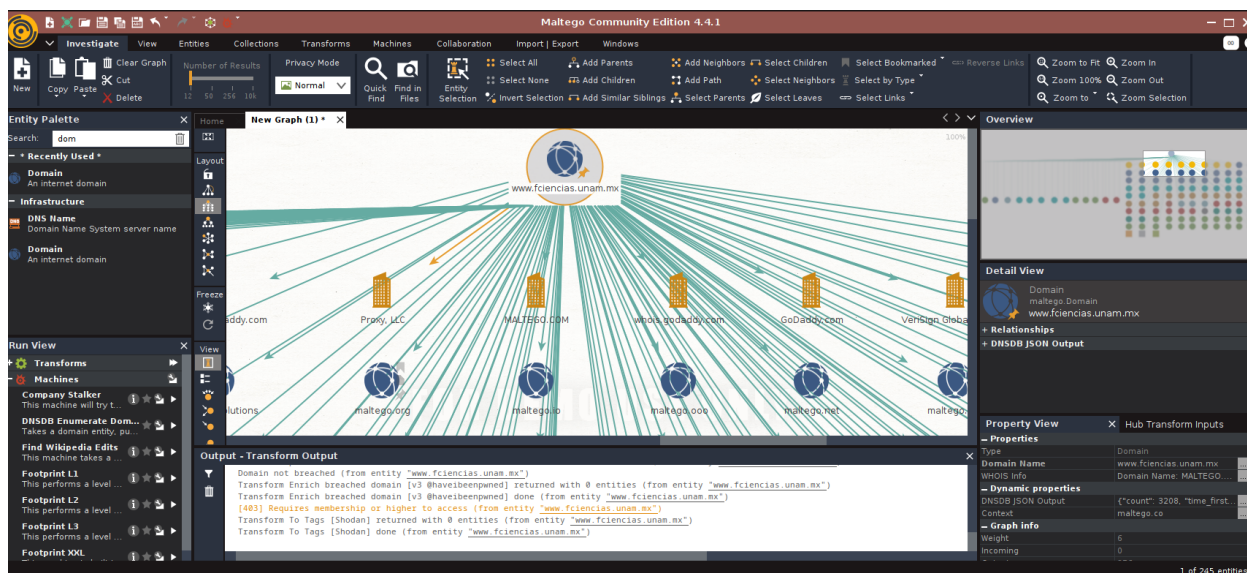 Maltego Community Edition 4.4.1
Investigate View Entities Collections Transforms Machines Collaboration Import | Export Windows
New
Copy Paste
Clear Graph
Cut
Delete
Number of Results
12 50 256 10k
Privacy Mode
Normal
Quick Find
Find in Files
Entity Selection
Select All
Select None
Invert Selection
Add Parents
Add Children
Add Similar Siblings
Add Neighbors
Add Path
Select Parents
Select Children
Select Neighbors
Select Leaves
Select Bookmarked
Select by Type
Select Links
Reverse Links
Zoom to Fit
Zoom 100%
Zoom to
Zoom In
Zoom Out
Zoom Selection
Entity Palette
Search: dom
* Recently Used *
Domain
An internet domain
Infrastructure
DNS Name
Domain Name System server name
Domain
An internet domain
Run View
Transforms
Machines
Company Stalker
This machine will try t...
DNSDB Enumerate Dom...
Takes a domain entity, pu...
Find Wikipedia Edits
This machine takes a ...
Footprint L1
This performs a level ...
Footprint L2
This performs a level ...
Footprint L3
This performs a level ...
Footprint XXL
Home New Graph (1) *
Layout
Freeze
View
100%
www.fciencias.unam.mx
addy.com
Proxy, LLC
MALTEGO.COM
whois.godaddy.com
GoDaddy.com
VeriSign Globa
olutions
maltego.org
maltego.io
maltego.ooo
maltego.net
maltego.
Output - Transform Output
Domain not breached (from entity "www.fciencias.unam.mx")
Transform Enrich breached domain [v3 @haveibeenpwned] returned with 0 entities (from entity "www.fciencias.unam.mx")
Transform Enrich breached domain [v3 @haveibeenpwned] done (from entity "www.fciencias.unam.mx")
[403] Requires membership or higher to access (from entity "www.fciencias.unam.mx")
Transform To Tags [Shodan] returned with 0 entities (from entity "www.fciencias.unam.mx")
Transform To Tags [Shodan] done (from entity "www.fciencias.unam.mx")
Overview
Detail View
Domain
maltego.Domain
www.fciencias.unam.mx
+ Relationships
+ DNSDB JSON Output
Property View Hub Transform Inputs
Properties
Type Domain
Domain Name www.fciencias.unam.mx
WHOIS Info Domain Name: MALTEGO....
Dynamic properties
DNSDB JSON Output {"count": 3208, "time_first...
Context maltego.co
Graph info
Weight 6
Incoming 0
1 of 245 entities